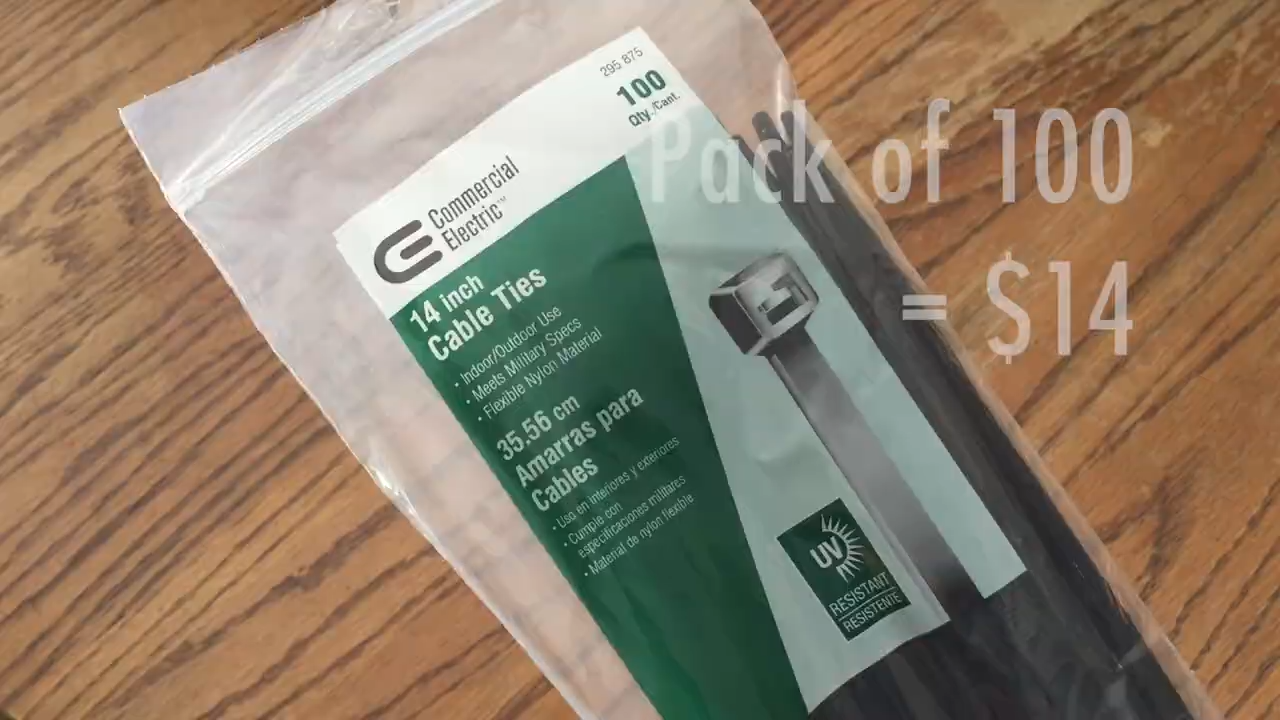 295 875
100
Qty./Cant.
Commercial
Electric™
14 inch
Cable Ties
• Indoor/Outdoor Use
• Meets Military Specs
• Flexible Nylon Material
35.56 cm
Amarras para
Cables
• Uso en interiores y exteriores
• Cumple con
especificaciones militares
• Material de nylon flexible
UV
RESISTANT
RESISTENTE
Pack of 100
= $14